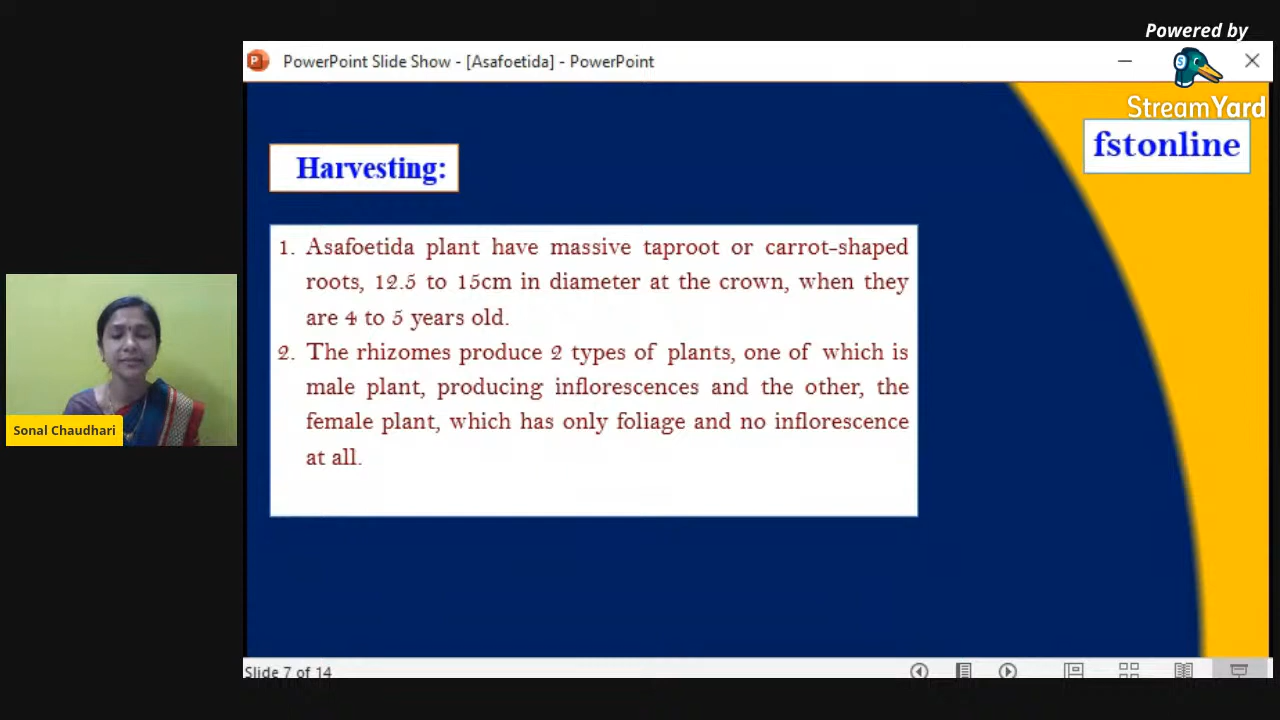 Powered by
PowerPoint Slide Show - [Asafoetida] - PowerPoint
StreamYard
fstonline
Harvesting:
1. Asafoetida plant have massive taproot or carrot-shaped
roots, 12.5 to 15cm in diameter at the crown, when they
are 4 to 5 years old.
2. The rhizomes produce 2 types of plants, one of which is
male plant, producing inflorescences and the other, the
female plant, which has only foliage and no inflorescence
at all.
Sonal Chaudhari
Slide 7 of 14